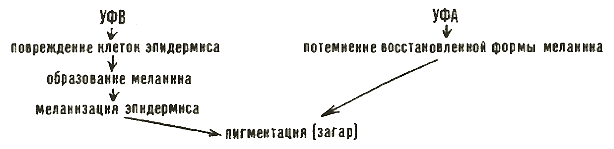 УФВ
УФА
повреждение клеток эпидермиса
потемнение восстановленной формы меланина
образование меланина
меланизация эпидермиса
пигментация (загар)